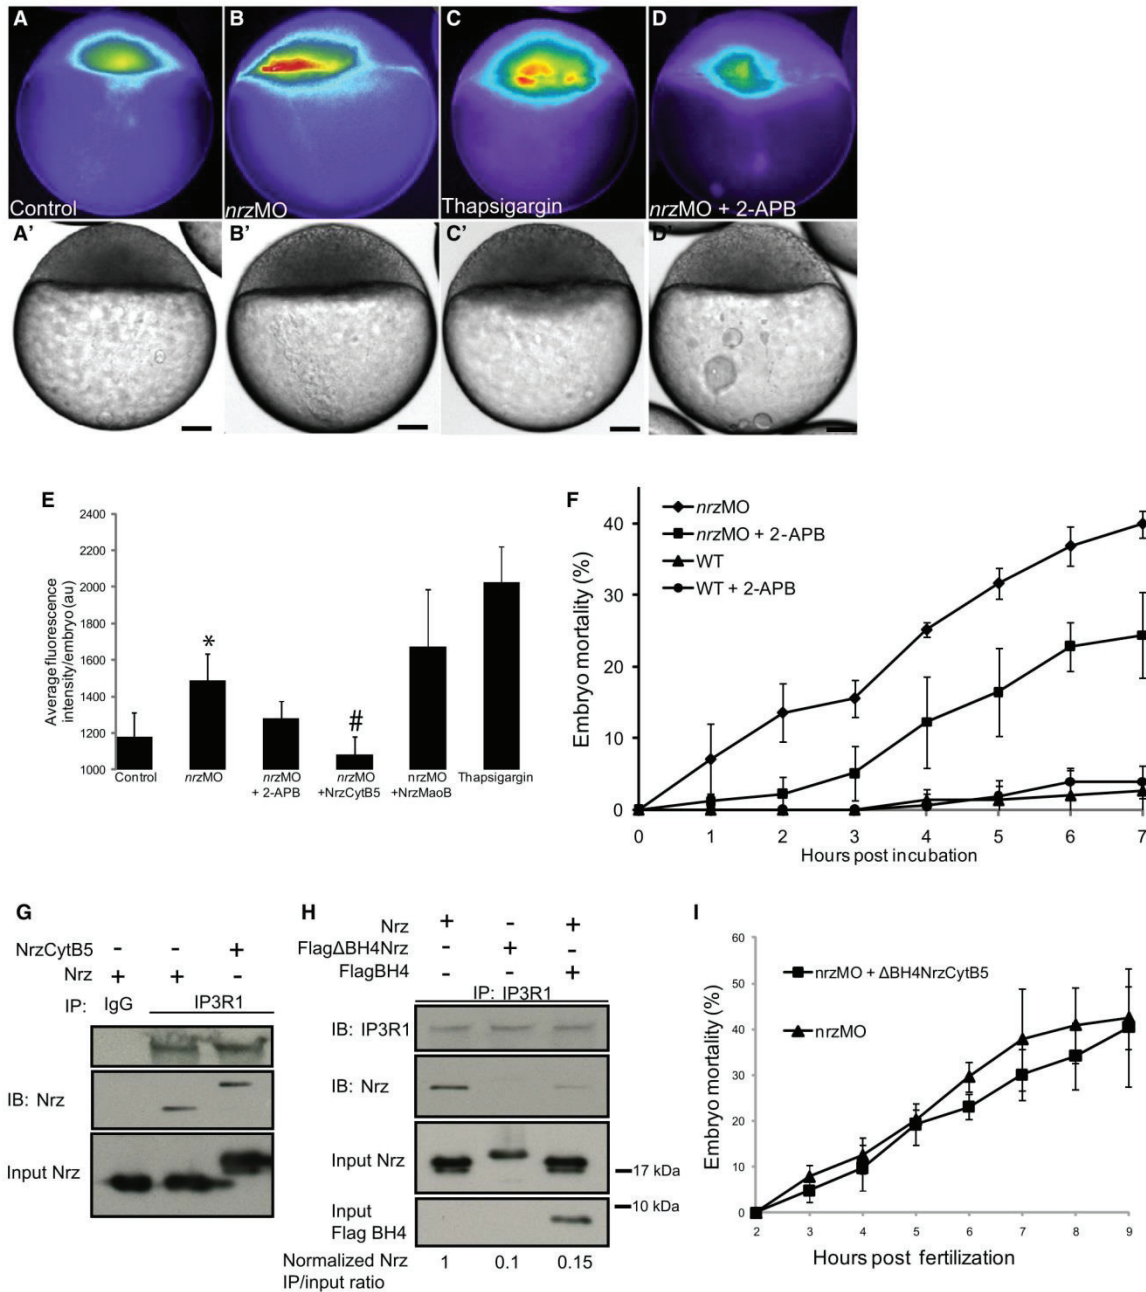 A
B
C
D
Control
nrzMO
Thapsigargin
nrzMO + 2-APB
A'
B'
C'
D'
E
Average fluorescence
intensity/embryo (au)
2400
2200
2000
1800
1600
1400
1200
1000
*
#
Control
nrzMO
nrzMO
+ 2-APB
nrzMO
+NrzCytB5
nrzMO
+NrzMaoB
Thapsigargin
F
Embryo mortality (%)
40
30
20
10
0
nrzMO
nrzMO + 2-APB
WT
WT + 2-APB
0 1 2 3 4 5 6 7
Hours post incubation
G
NrzCytB5 - - +
Nrz + + -
IP: IgG IP3R1
IB: Nrz
Input Nrz
H
Nrz + - +
FlagΔBH4Nrz - + -
FlagBH4 - - +
IP: IP3R1
IB: IP3R1
IB: Nrz
Input Nrz
17 kDa
10 kDa
Input
Flag BH4
Normalized Nrz 1 0.1 0.15
IP/input ratio
I
Embryo mortality (%)
60
50
40
30
20
10
0
nrzMO + ΔBH4NrzCytB5
nrzMO
2 3 4 5 6 7 8 9
Hours post fertilization